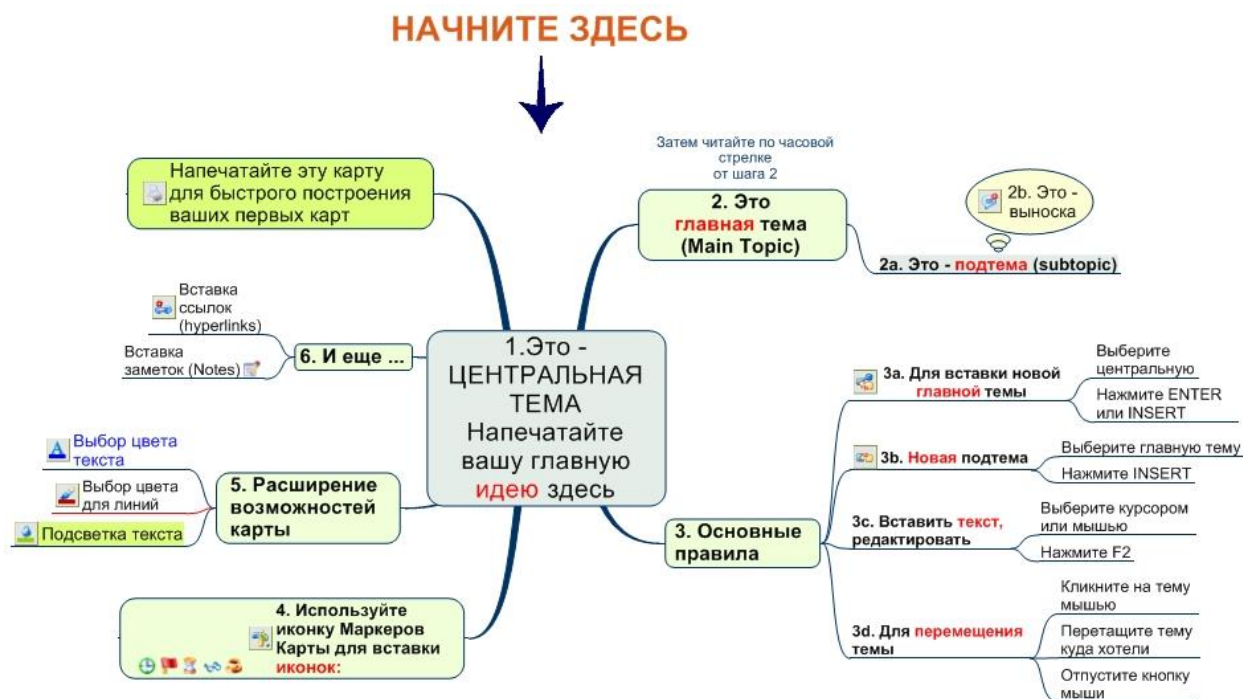 НАЧНИТЕ ЗДЕСЬ
1.Это -
ЦЕНТРАЛЬНАЯ
ТЕМА
Напечатайте
вашу главную
идею здесь
Затем читайте по часовой
стрелке
от шага 2
2. Это
главная тема
(Main Topic)
2a. Это - подтема (subtopic)
2b. Это -
выноска
3. Основные
правила
3a. Для вставки новой
главной темы
Выберите
центральную
Нажмите ENTER
или INSERT
3b. Новая подтема
Выберите главную тему
Нажмите INSERT
3c. Вставить текст,
редактировать
Выберите курсором
или мышью
Нажмите F2
3d. Для перемещения
темы
Кликните на тему
мышью
Перетащите тему
куда хотели
Отпустите кнопку
мыши
4. Используйте
иконку Маркеров
Карты для вставки
иконок:
5. Расширение
возможностей
карты
Выбор цвета
текста
Выбор цвета
для линий
Подсветка текста
6. И еще ...
Вставка
ссылок
(hyperlinks)
Вставка
заметок (Notes)
Напечатайте эту карту
для быстрого построения
ваших первых карт